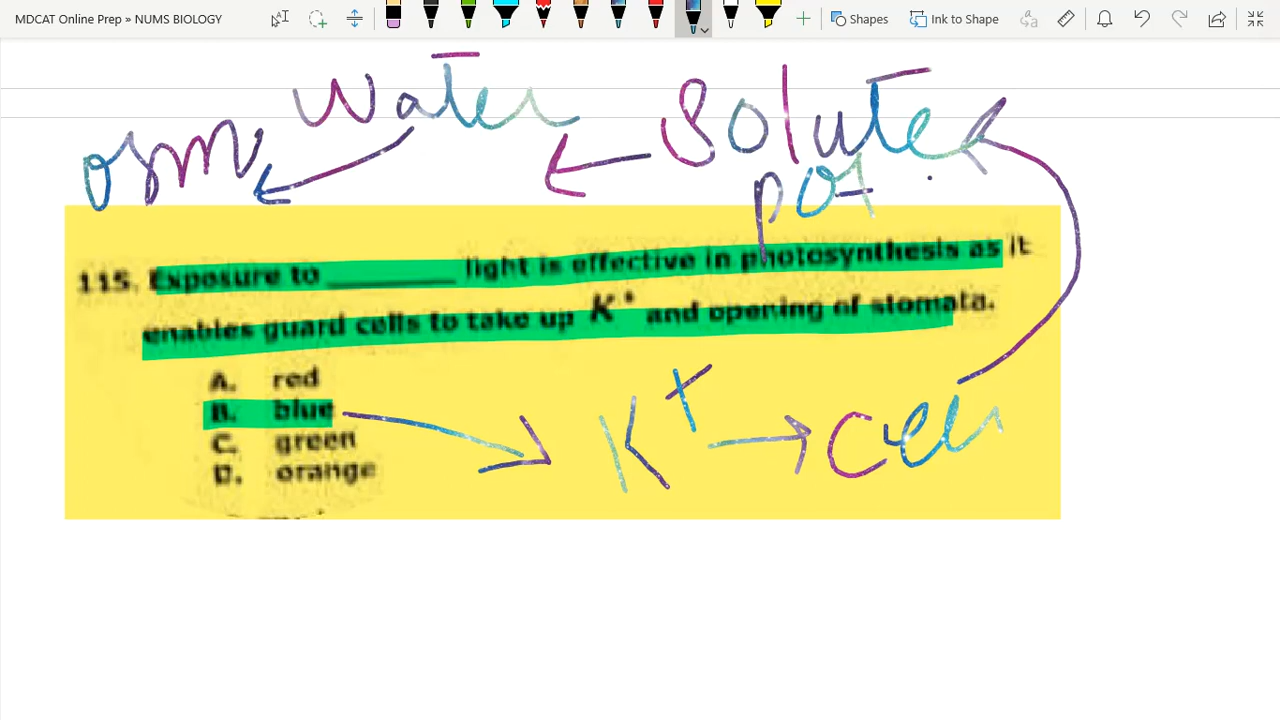 MDCAT Online Prep » NUMS BIOLOGY
Shapes
Ink to Shape
Water
Solute
osm
pot.
115. Exposure to ________ light is effective in photosynthesis as it
enables guard cells to take up K⁺ and opening of stomata.
A. red
B. blue
C. green
D. orange
K⁺ → Cell